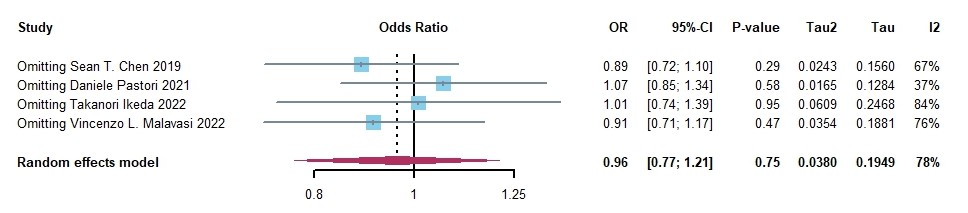 Study Odds Ratio OR 95%-CI P-value Tau2 Tau I2
Omitting Sean T. Chen 2019 0.89 [0.72; 1.10] 0.29 0.0243 0.1560 67%
Omitting Daniele Pastori 2021 1.07 [0.85; 1.34] 0.58 0.0165 0.1284 37%
Omitting Takanori Ikeda 2022 1.01 [0.74; 1.39] 0.95 0.0609 0.2468 84%
Omitting Vincenzo L. Malavasi 2022 0.91 [0.71; 1.17] 0.47 0.0354 0.1881 76%
Random effects model 0.96 [0.77; 1.21] 0.75 0.0380 0.1949 78%
0.8 1 1.25